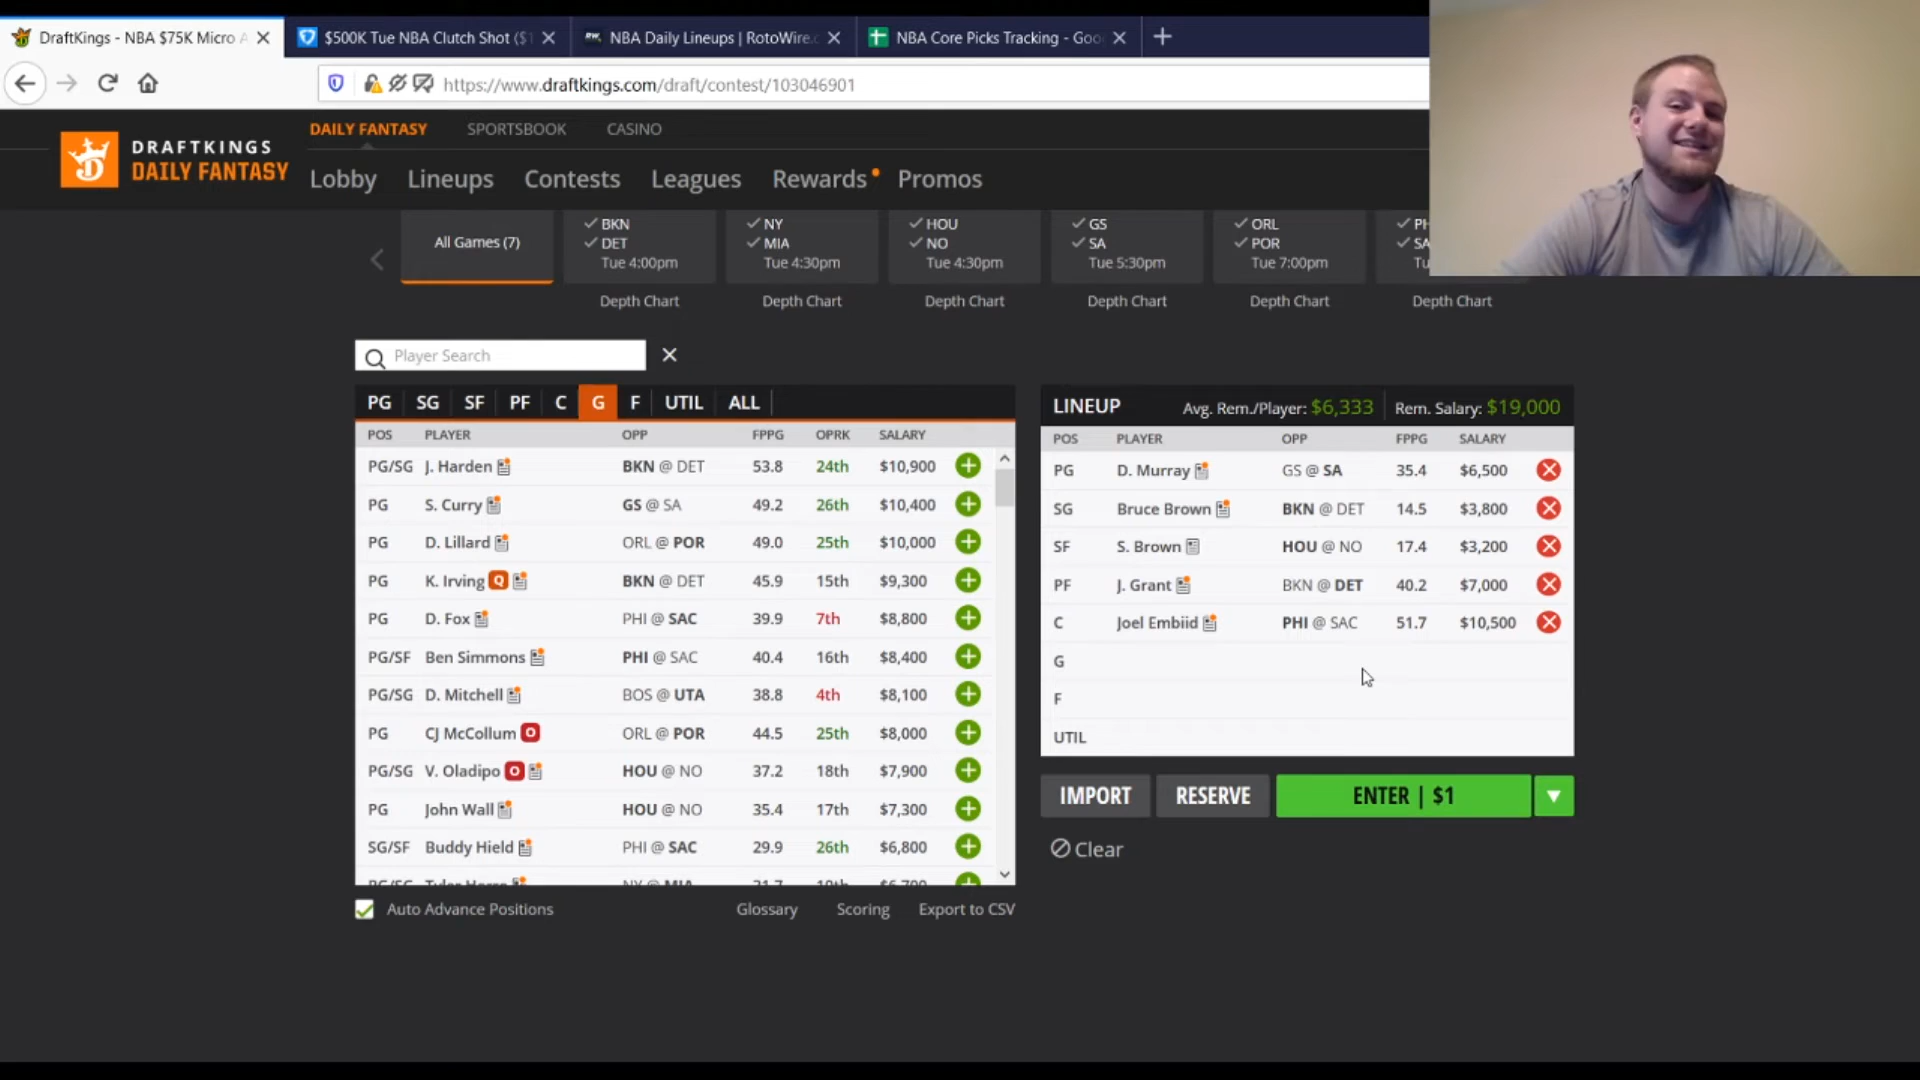 DraftKings - NBA $75K Micro A
$500K Tue NBA Clutch Shot ($1
NBA Daily Lineups | RotoWire.c
NBA Core Picks Tracking - Goo
https://www.draftkings.com/draft/contest/103046901
DRAFTKINGS
DAILY FANTASY
DAILY FANTASY SPORTSBOOK CASINO
Lobby Lineups Contests Leagues Rewards Promos
All Games (7)
BKN
DET
Tue 4:00pm
Depth Chart
NY
MIA
Tue 4:30pm
Depth Chart
HOU
NO
Tue 4:30pm
Depth Chart
GS
SA
Tue 5:30pm
Depth Chart
ORL
POR
Tue 7:00pm
Depth Chart
PH
SA
Tu
Depth Chart
Player Search
PG SG SF PF C G F UTIL ALL
POS PLAYER OPP FPPG OPRK SALARY
PG/SG J. Harden BKN @ DET 53.8 24th $10,900
PG S. Curry GS @ SA 49.2 26th $10,400
PG D. Lillard ORL @ POR 49.0 25th $10,000
PG K. Irving Q BKN @ DET 45.9 15th $9,300
PG D. Fox PHI @ SAC 39.9 7th $8,800
PG/SF Ben Simmons PHI @ SAC 40.4 16th $8,400
PG/SG D. Mitchell BOS @ UTA 38.8 4th $8,100
PG CJ McCollum O ORL @ POR 44.5 25th $8,000
PG/SG V. Oladipo O HOU @ NO 37.2 18th $7,900
PG John Wall HOU @ NO 35.4 17th $7,300
SG/SF Buddy Hield PHI @ SAC 29.9 26th $6,800
Auto Advance Positions
Glossary Scoring Export to CSV
LINEUP Avg. Rem./Player: $6,333 Rem. Salary: $19,000
POS PLAYER OPP FPPG SALARY
PG D. Murray GS @ SA 35.4 $6,500
SG Bruce Brown BKN @ DET 14.5 $3,800
SF S. Brown HOU @ NO 17.4 $3,200
PF J. Grant BKN @ DET 40.2 $7,000
C Joel Embiid PHI @ SAC 51.7 $10,500
G
F
UTIL
IMPORT RESERVE ENTER | $1
Clear